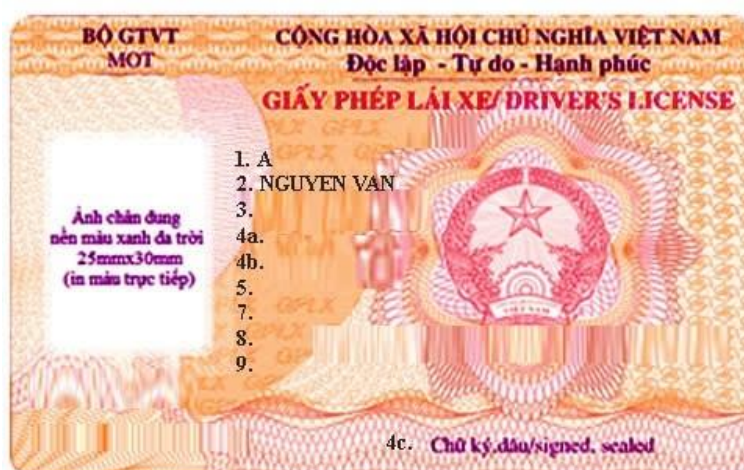 BỘ GTVT
MOT
CỘNG HÒA XÃ HỘI CHỦ NGHĨA VIỆT NAM
Độc lập - Tự do - Hạnh phúc
GIẤY PHÉP LÁI XE/ DRIVER'S LICENSE
1. A
2. NGUYEN VAN
3.
4a.
4b.
5.
7.
8.
9.
Ảnh chân dung
nền màu xanh da trời
25mmx30mm
(in màu trực tiếp)
VIỆT NAM
4c. Chữ ký,dấu/signed, sealed